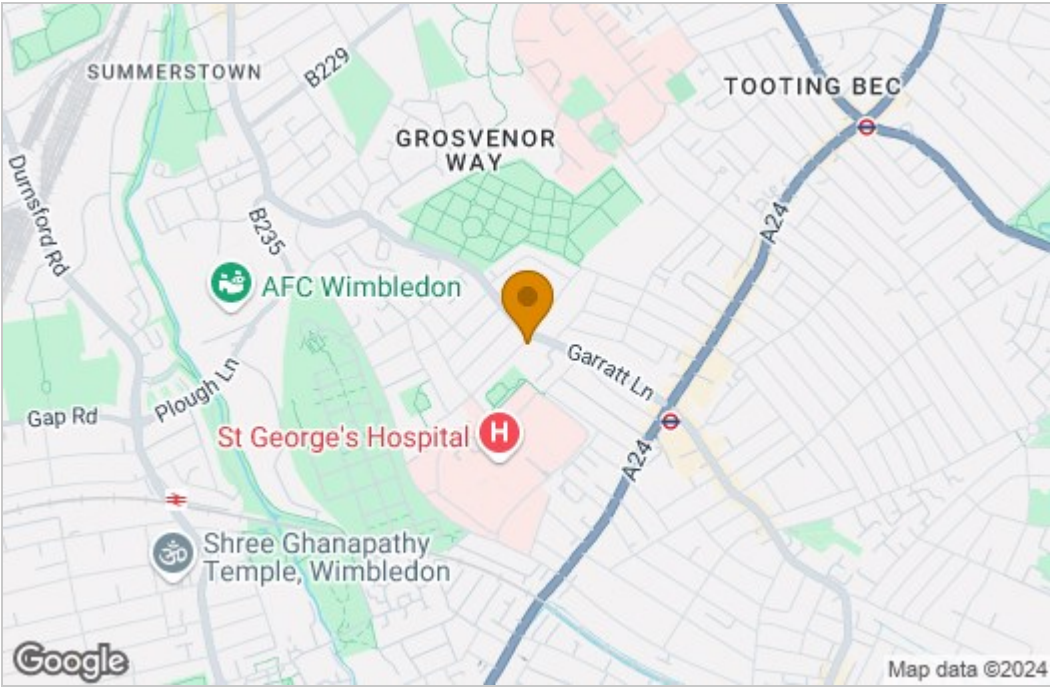 SUMMERSTOWN
B229
TOOTING BEC
GROSVENOR
WAY
Durnsford Rd
B235
A24
AFC Wimbledon
Garratt Ln
Plough Ln
Gap Rd
St George's Hospital
H
A24
Shree Ghanapathy
Temple, Wimbledon
Google
Map data ©2024